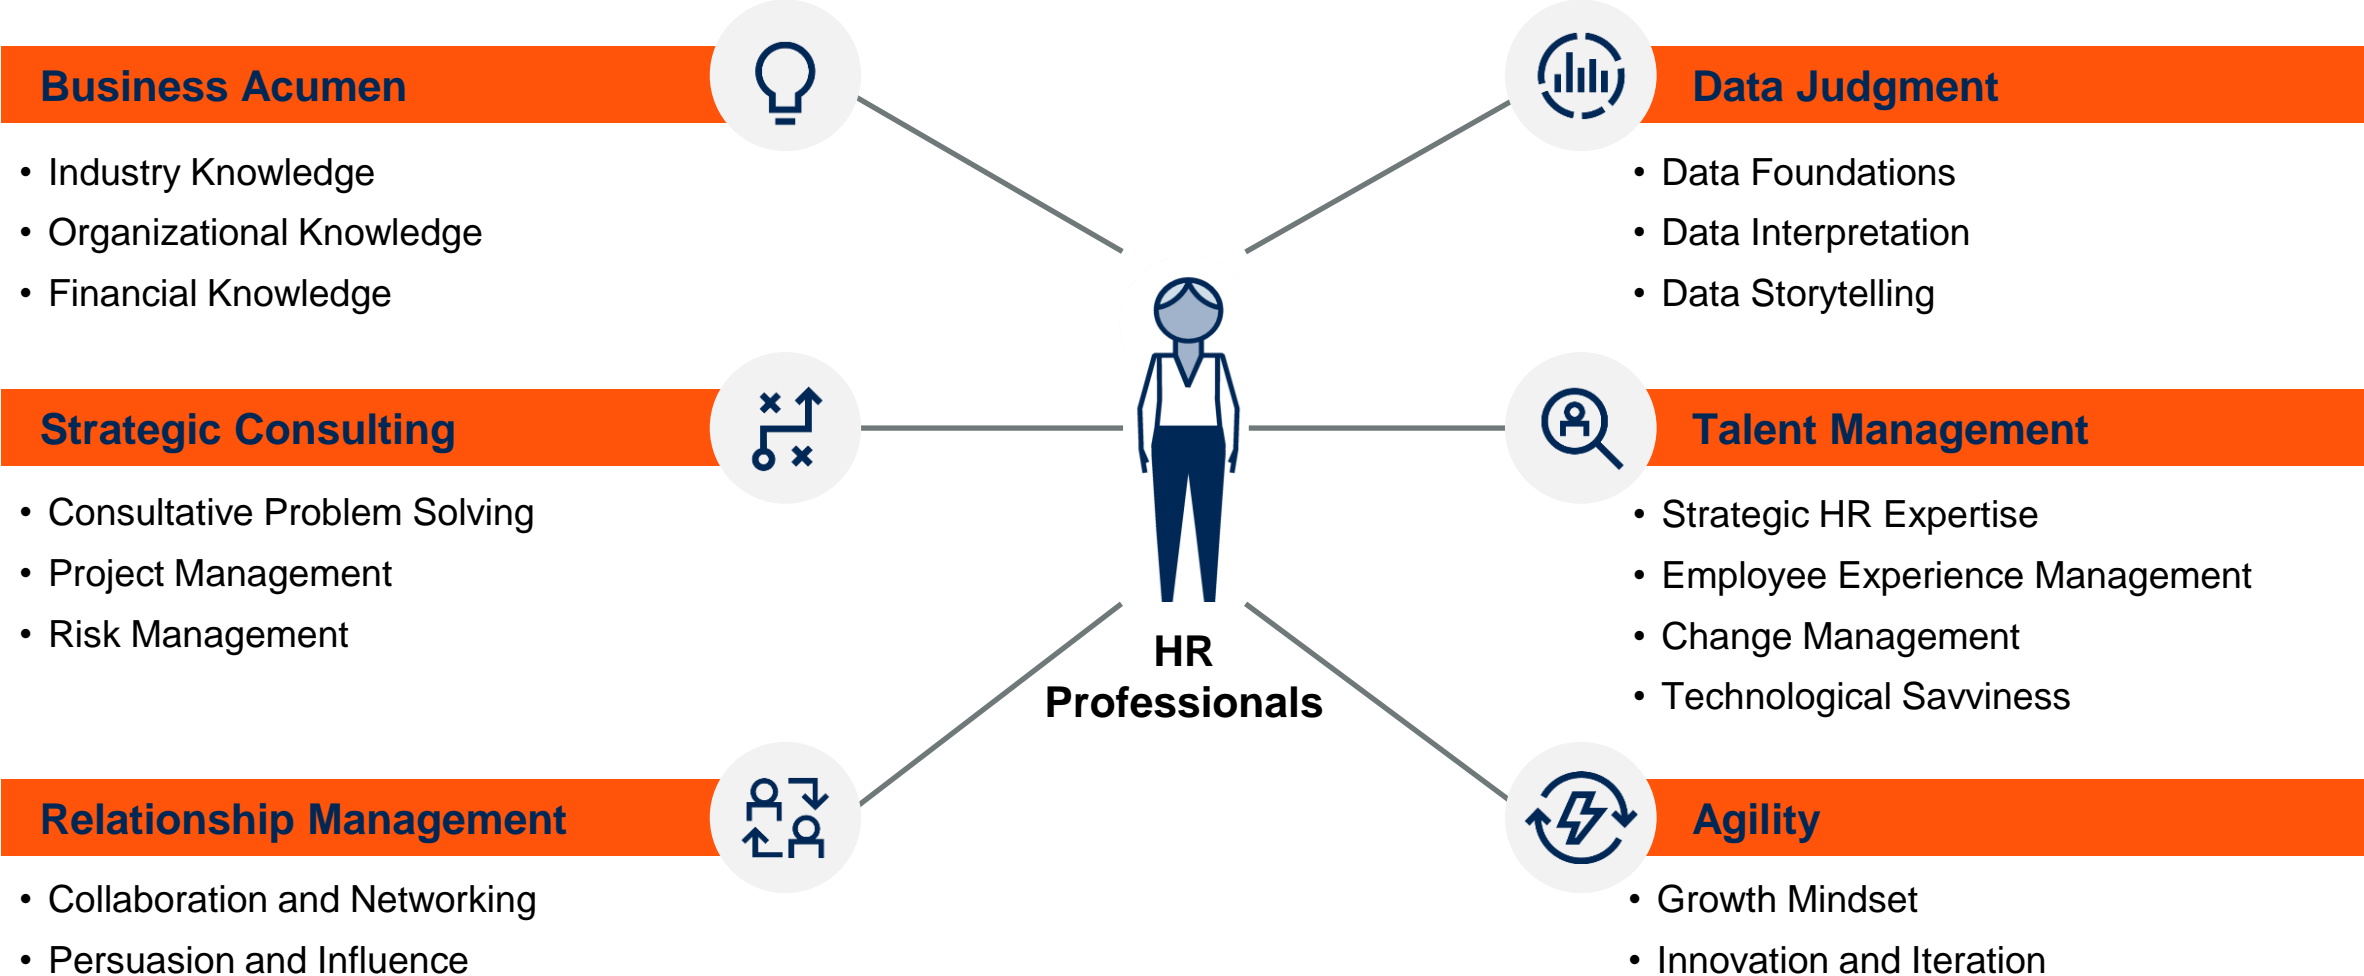 Business Acumen
• Industry Knowledge
• Organizational Knowledge
• Financial Knowledge
Strategic Consulting
• Consultative Problem Solving
• Project Management
• Risk Management
Relationship Management
• Collaboration and Networking
• Persuasion and Influence
HR
Professionals
Data Judgment
• Data Foundations
• Data Interpretation
• Data Storytelling
Talent Management
• Strategic HR Expertise
• Employee Experience Management
• Change Management
• Technological Savviness
Agility
• Growth Mindset
• Innovation and Iteration